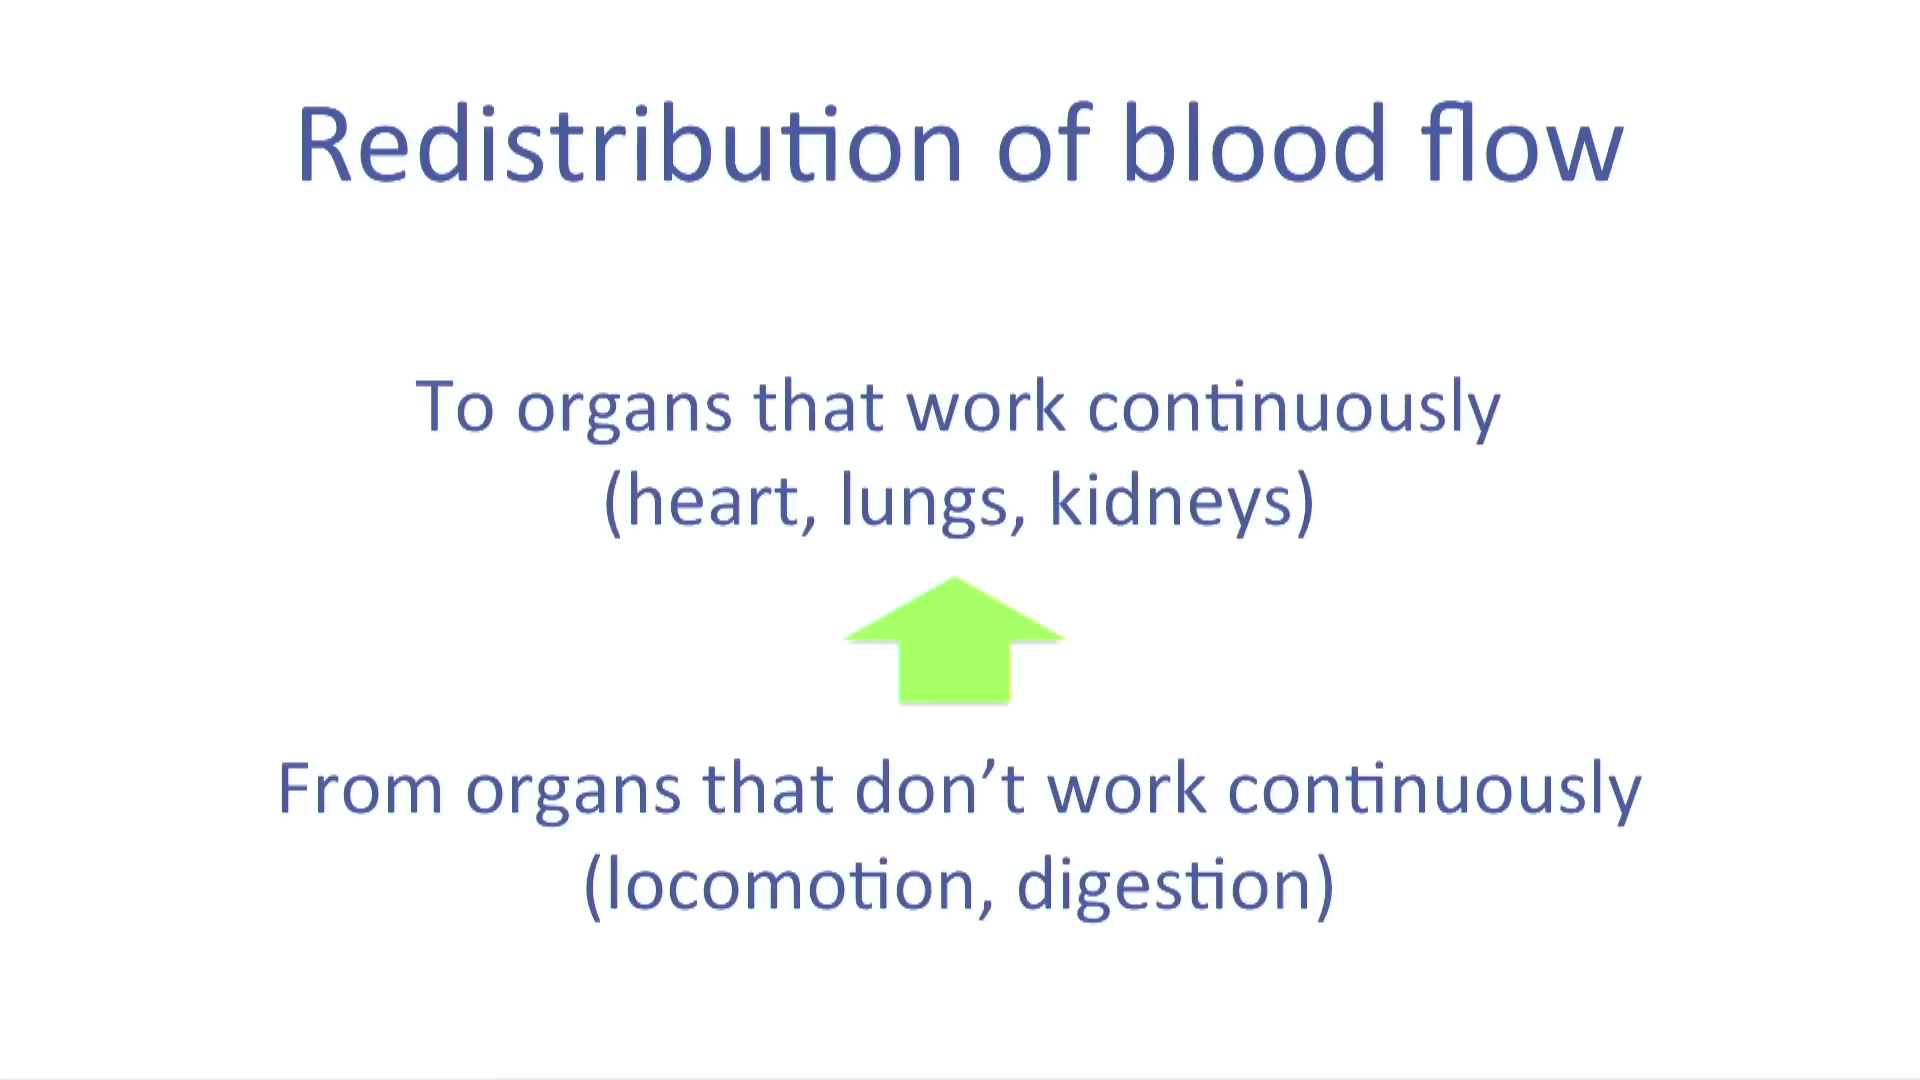 Redistribution of blood flow
To organs that work continuously
(heart, lungs, kidneys)
From organs that don’t work continuously
(locomotion, digestion)